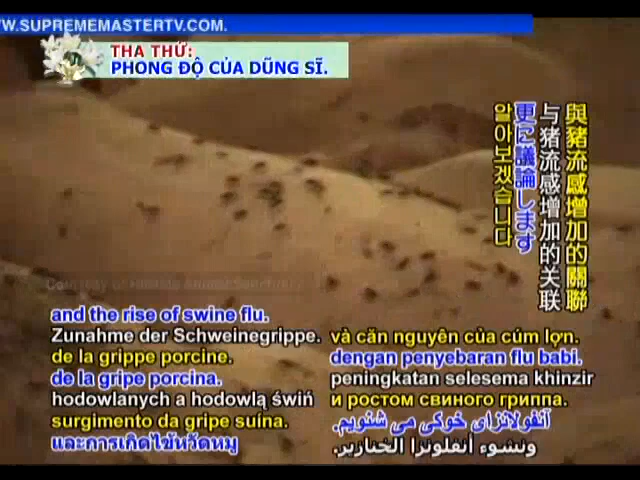 WWW.SUPREMEMASTERTV.COM.
THA THỨ:
PHONG ĐỘ CỦA DŨNG SĨ.
與豬流感增加的關聯
与猪流感增加的关联
更に議論します
알아보겠습니다
and the rise of swine flu.
Zunahme der Schweinegrippe.
de la grippe porcine.
de la gripe porcina.
hodowlanych a hodowlą świń
surgimento da gripe suína.
และการเกิดไข้หวัดหมู
và căn nguyên của cúm lợn.
dengan penyebaran flu babi.
peningkatan selesema khinzir
и ростом свиного гриппа.
آنفولانزای خوکی می شنویم.
ونشوء أنفلونزا الخنازير.